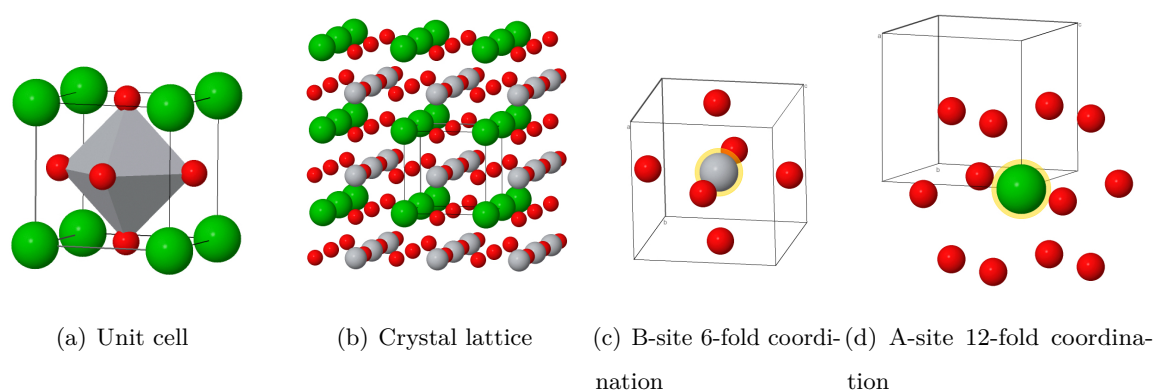 (a) Unit cell
(b) Crystal lattice
(c) B-site 6-fold coordi-
nation
(d) A-site 12-fold coordina-
tion